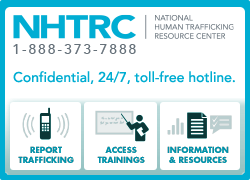 NHTRC
NATIONAL
HUMAN TRAFFICKING
RESOURCE CENTER
1-888-373-7888
Confidential, 24/7, toll-free hotline.
REPORT
TRAFFICKING
ACCESS
TRAININGS
INFORMATION
& RESOURCES